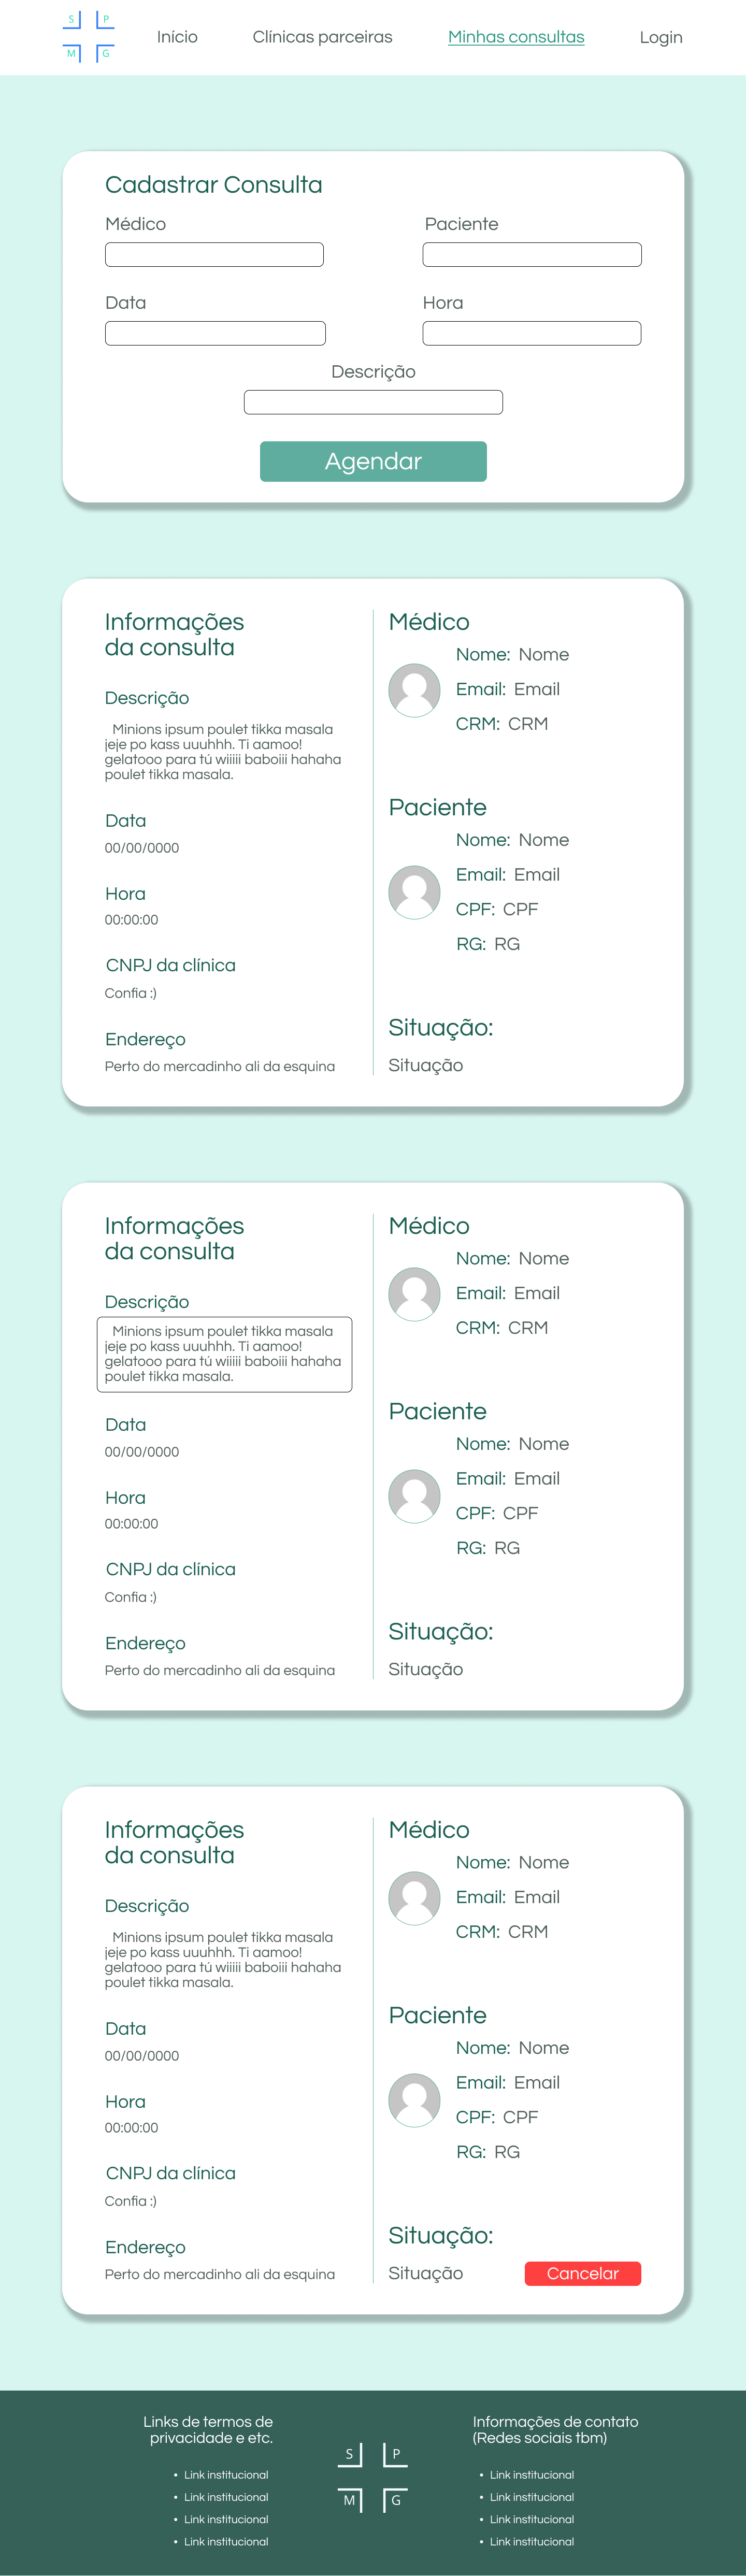 S P
M G
Início
Clínicas parceiras
Minhas consultas
Login
Cadastrar Consulta
Médico
Paciente
Data
Hora
Descrição
Agendar
Informações
da consulta
Descrição
Minions ipsum poulet tikka masala
jeje po kass uuuhhh. Ti aamoo!
gelatooo para tú wiiiii baboiii hahaha
poulet tikka masala.
Data
00/00/0000
Hora
00:00:00
CNPJ da clínica
Confia :)
Endereço
Perto do mercadinho ali da esquina
Médico
Nome: Nome
Email: Email
CRM: CRM
Paciente
Nome: Nome
Email: Email
CPF: CPF
RG: RG
Situação:
Situação
Informações
da consulta
Descrição
Minions ipsum poulet tikka masala
jeje po kass uuuhhh. Ti aamoo!
gelatooo para tú wiiiii baboiii hahaha
poulet tikka masala.
Data
00/00/0000
Hora
00:00:00
CNPJ da clínica
Confia :)
Endereço
Perto do mercadinho ali da esquina
Médico
Nome: Nome
Email: Email
CRM: CRM
Paciente
Nome: Nome
Email: Email
CPF: CPF
RG: RG
Situação:
Situação
Informações
da consulta
Descrição
Minions ipsum poulet tikka masala
jeje po kass uuuhhh. Ti aamoo!
gelatooo para tú wiiiii baboiii hahaha
poulet tikka masala.
Data
00/00/0000
Hora
00:00:00
CNPJ da clínica
Confia :)
Endereço
Perto do mercadinho ali da esquina
Médico
Nome: Nome
Email: Email
CRM: CRM
Paciente
Nome: Nome
Email: Email
CPF: CPF
RG: RG
Situação:
Situação
Cancelar
Links de termos de
privacidade e etc.
• Link institucional
• Link institucional
• Link institucional
• Link institucional
S P
M G
Informações de contato
(Redes sociais tbm)
• Link institucional
• Link institucional
• Link institucional
• Link institucional